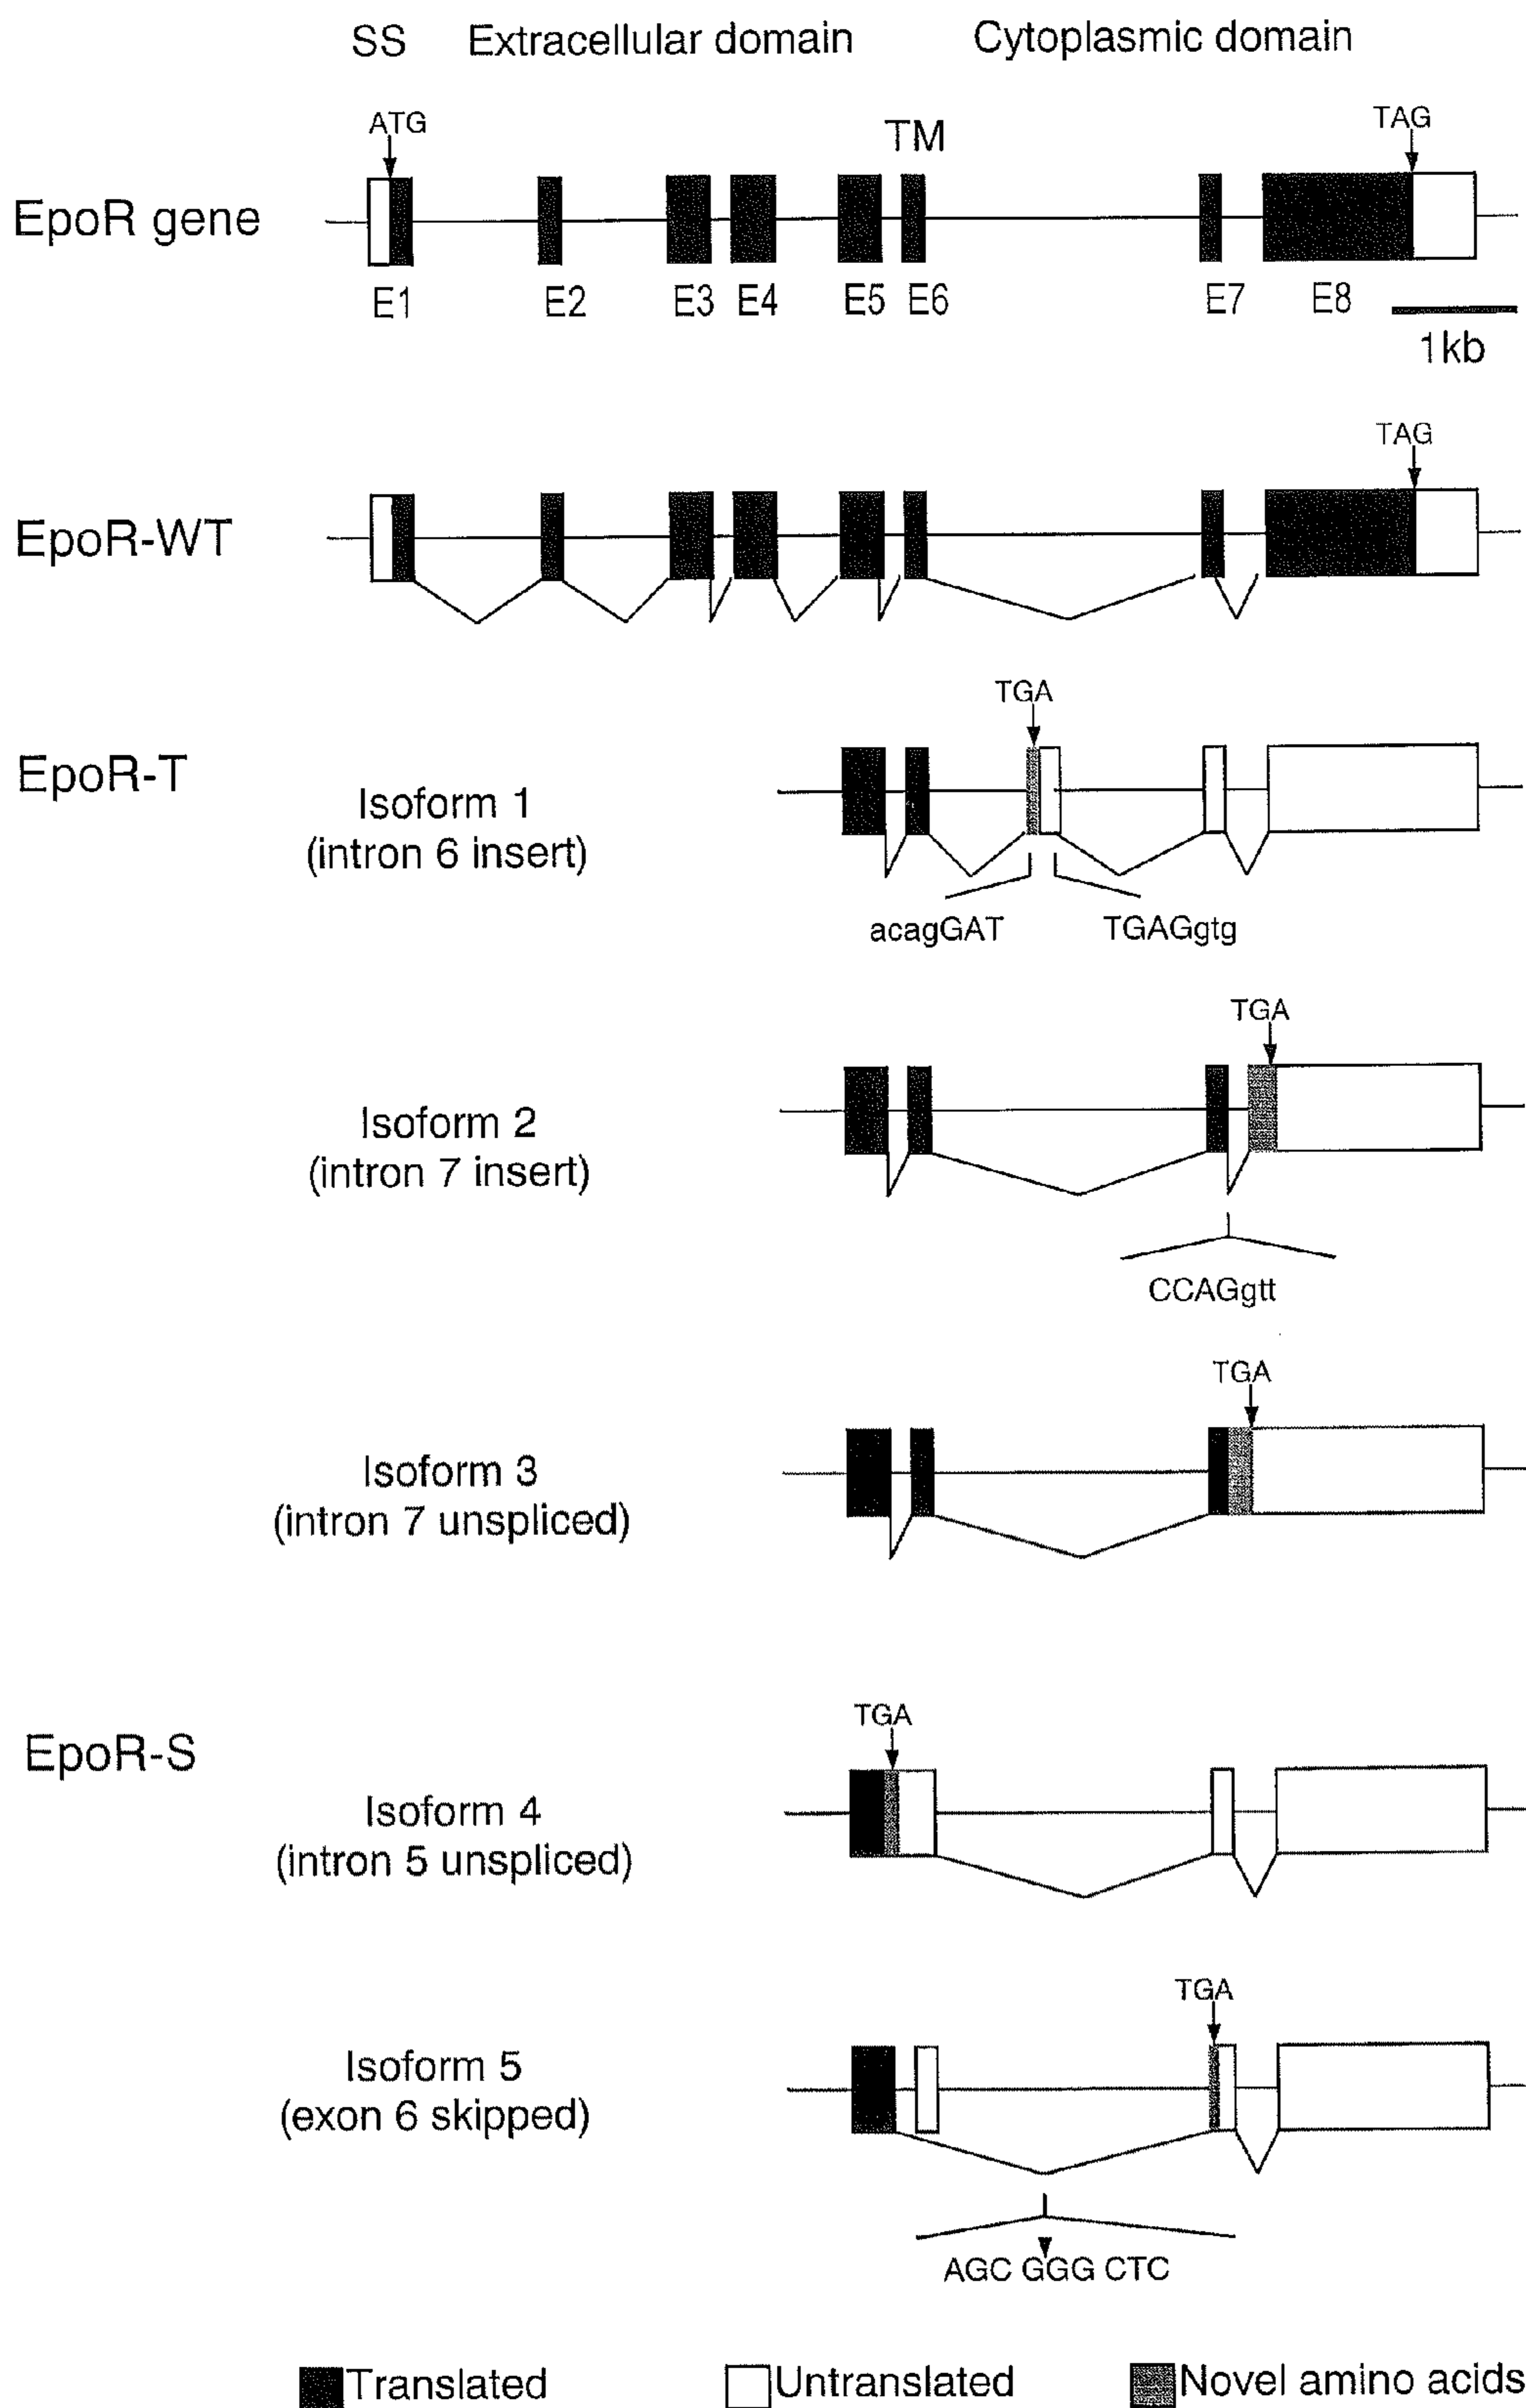 SS Extracellular domain Cytoplasmic domain
ATG
TM
TAG
EpoR gene
E1 E2 E3 E4 E5 E6 E7 E8
1kb
TAG
EpoR-WT
TGA
EpoR-T
Isoform 1
(intron 6 insert)
acagGAT TGAGgtg
TGA
Isoform 2
(intron 7 insert)
CCAGgtt
TGA
Isoform 3
(intron 7 unspliced)
TGA
EpoR-S
Isoform 4
(intron 5 unspliced)
TGA
Isoform 5
(exon 6 skipped)
AGC GGG CTC
Translated Untranslated Novel amino acids